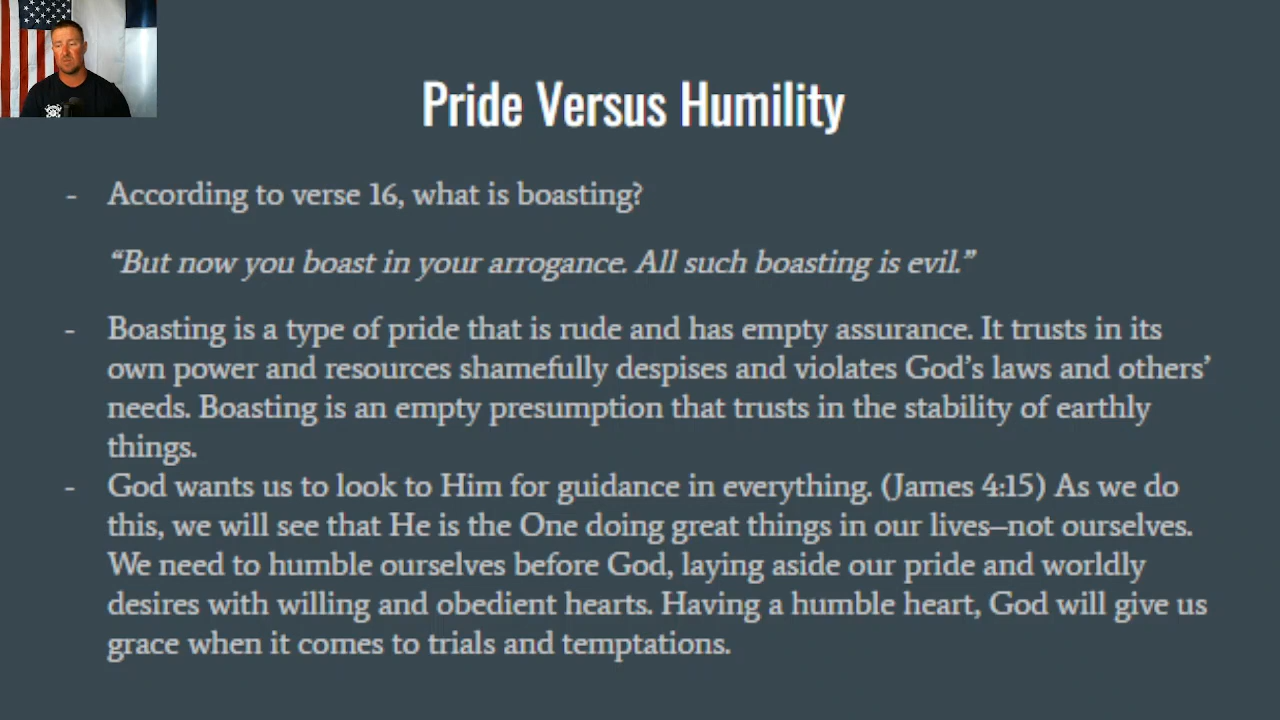 Pride Versus Humility
- According to verse 16, what is boasting?
“But now you boast in your arrogance. All such boasting is evil.”
- Boasting is a type of pride that is rude and has empty assurance. It trusts in its
own power and resources shamefully despises and violates God’s laws and others’
needs. Boasting is an empty presumption that trusts in the stability of earthly
things.
- God wants us to look to Him for guidance in everything. (James 4:15) As we do
this, we will see that He is the One doing great things in our lives—not ourselves.
We need to humble ourselves before God, laying aside our pride and worldly
desires with willing and obedient hearts. Having a humble heart, God will give us
grace when it comes to trials and temptations.